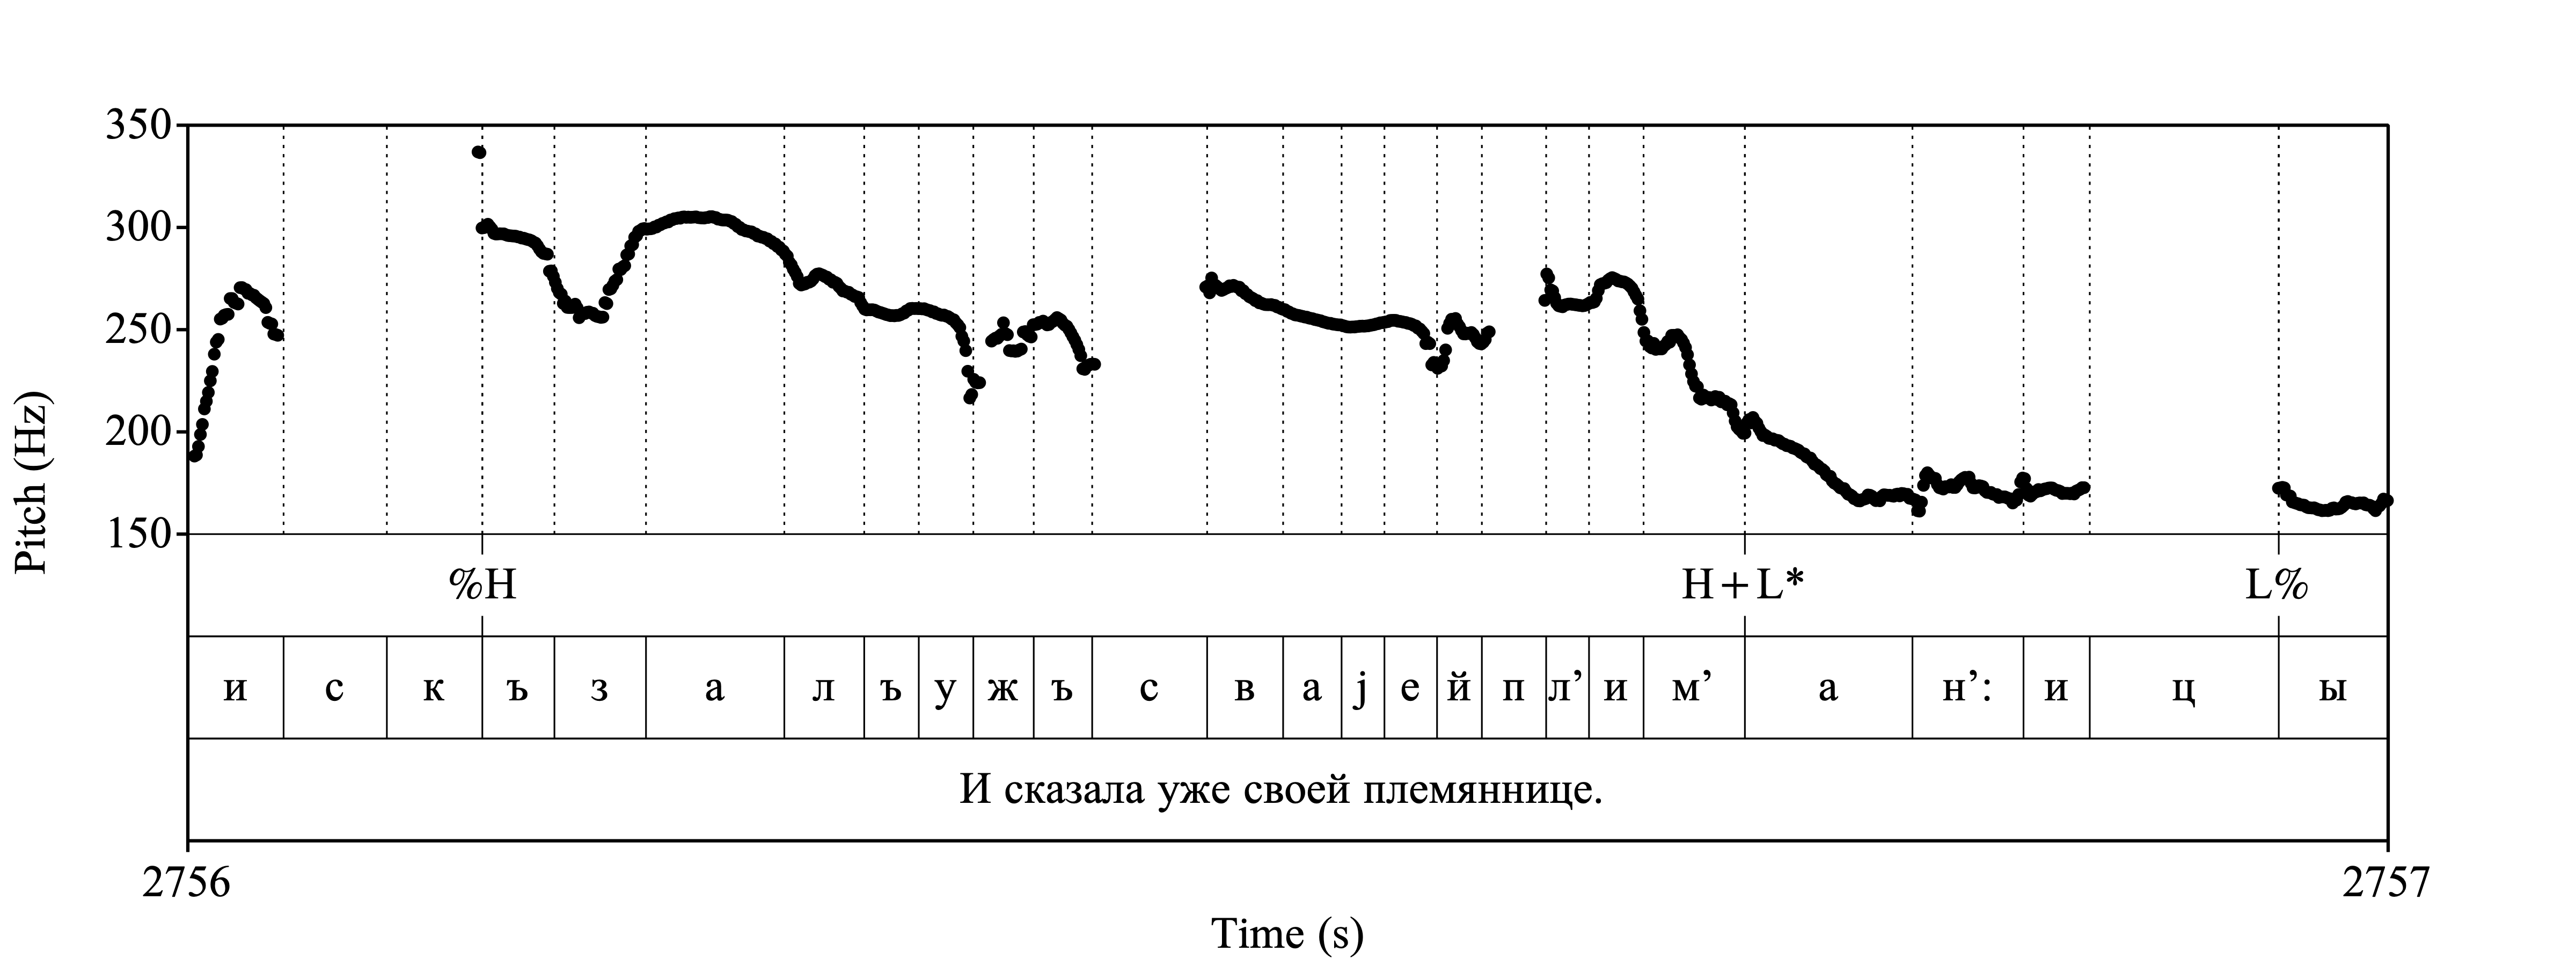 350
300
250
200
150
Pitch (Hz)
%H H+L* L%
и с к ъ з а л ъ у ж ъ с в а j е й п л’ и м’ а н’: и ц ы
И сказала уже своей племяннице.
2756 2757
Time (s)